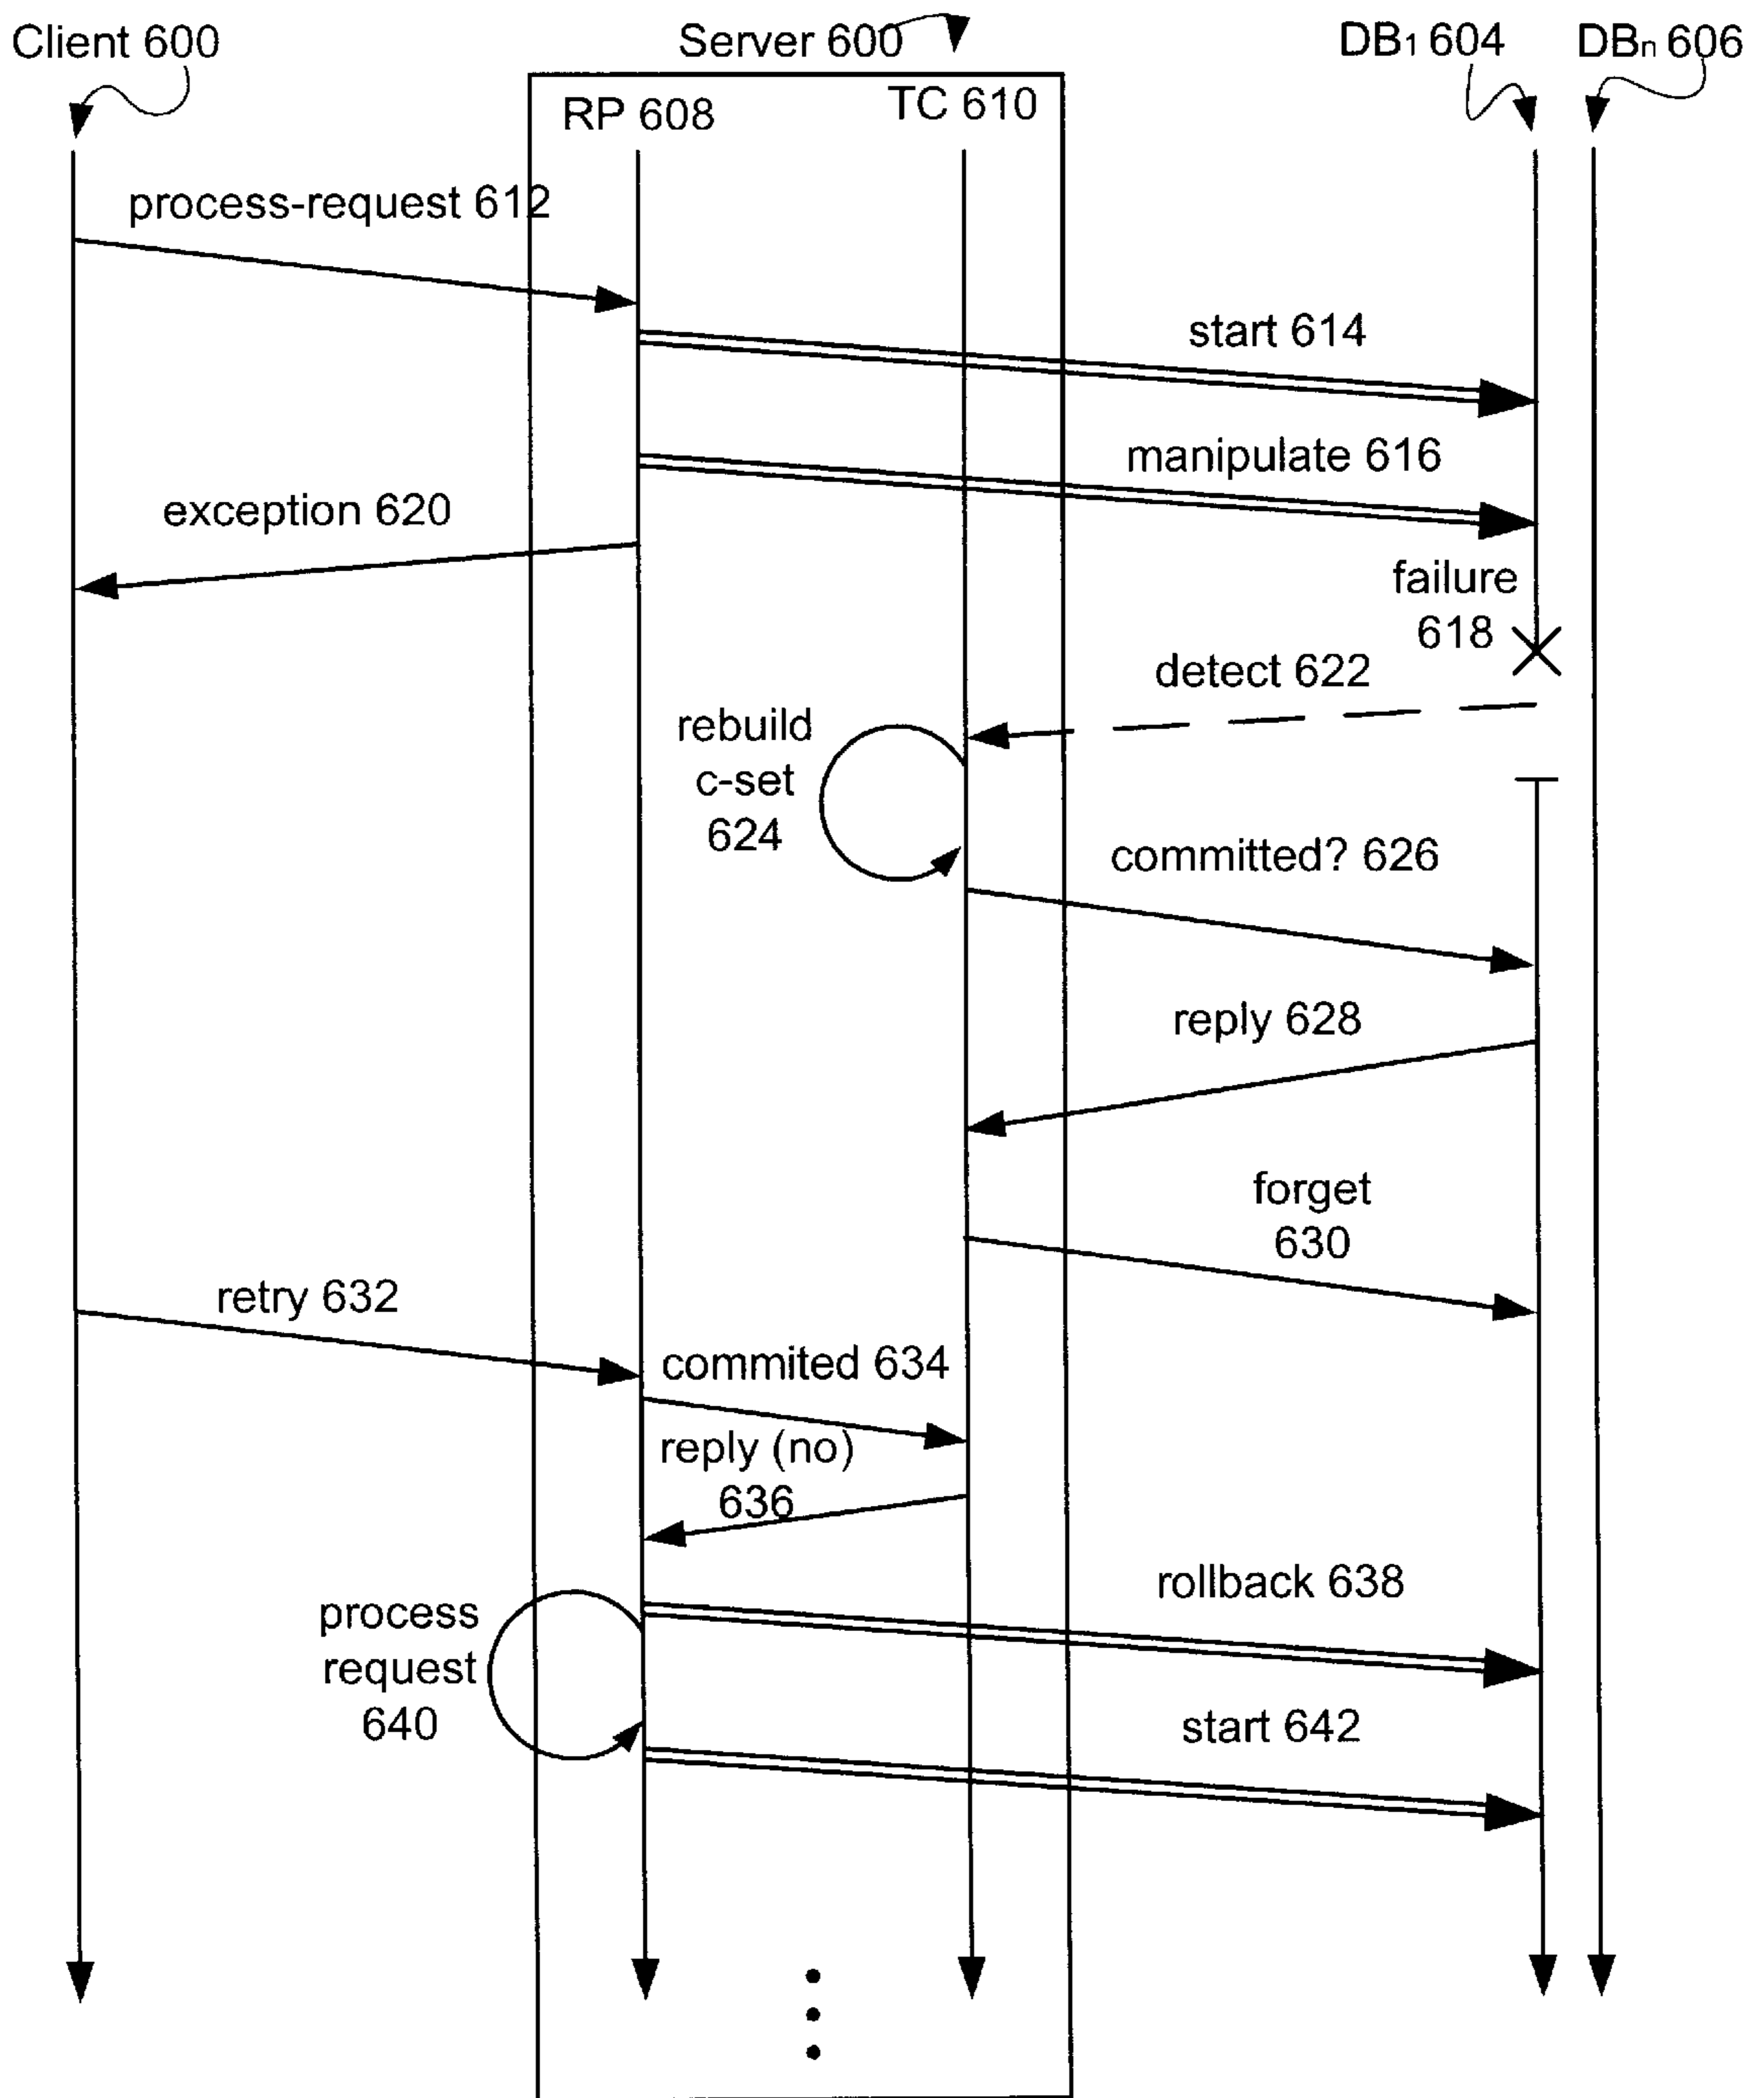 Client 600
Server 600
DB1 604
DBn 606
RP 608
TC 610
process-request 612
start 614
manipulate 616
exception 620
failure
618
detect 622
rebuild
c-set
624
committed? 626
reply 628
forget
630
retry 632
commited 634
reply (no)
636
rollback 638
process
request
640
start 642